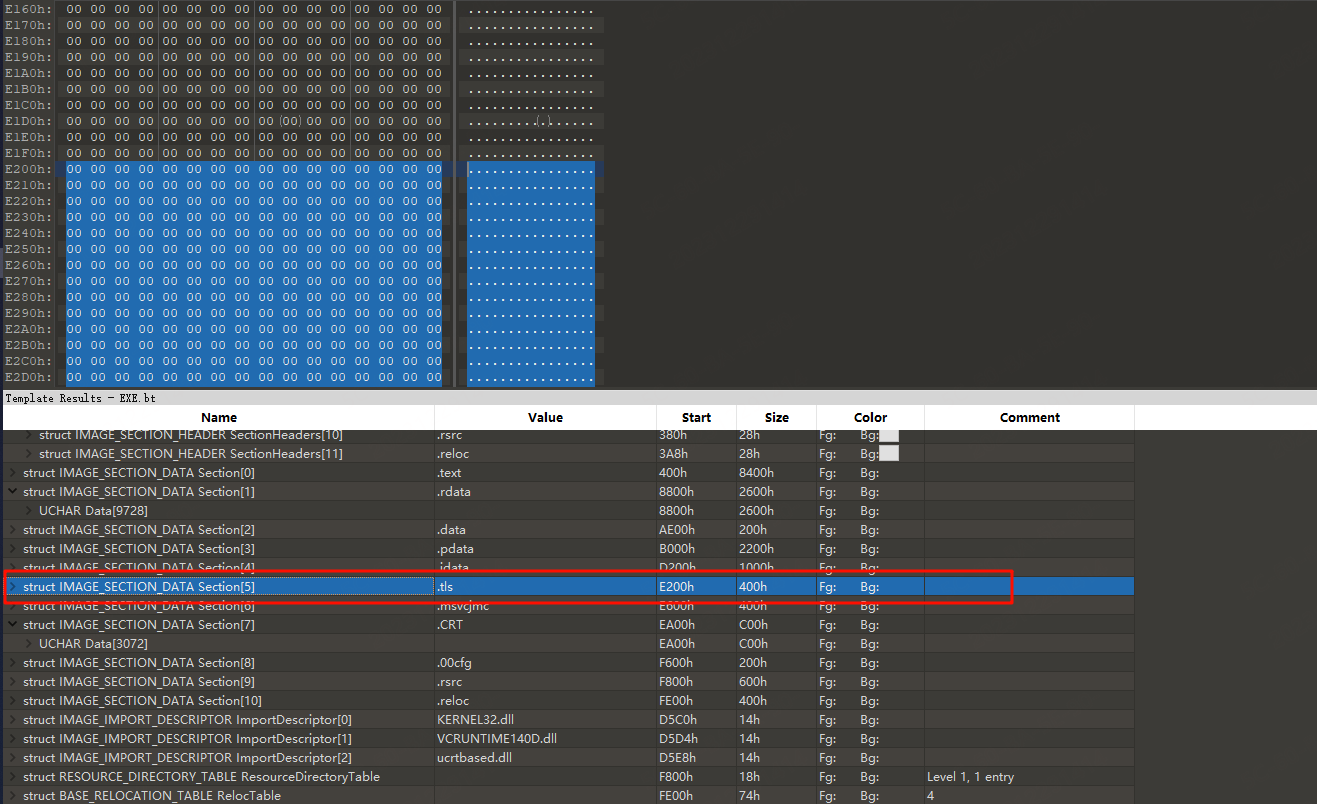 E160h: 00 00 00 00 00 00 00 00 00 00 00 00 00 00 00 00 ................
E170h: 00 00 00 00 00 00 00 00 00 00 00 00 00 00 00 00 ................
E180h: 00 00 00 00 00 00 00 00 00 00 00 00 00 00 00 00 ................
E190h: 00 00 00 00 00 00 00 00 00 00 00 00 00 00 00 00 ................
E1A0h: 00 00 00 00 00 00 00 00 00 00 00 00 00 00 00 00 ................
E1B0h: 00 00 00 00 00 00 00 00 00 00 00 00 00 00 00 00 ................
E1C0h: 00 00 00 00 00 00 00 00 00 00 00 00 00 00 00 00 ................
E1D0h: 00 00 00 00 00 00 00 00 00 (00) 00 00 00 00 00 00 .........(.)......
E1E0h: 00 00 00 00 00 00 00 00 00 00 00 00 00 00 00 00 ................
E1F0h: 00 00 00 00 00 00 00 00 00 00 00 00 00 00 00 00 ................
E200h: 00 00 00 00 00 00 00 00 00 00 00 00 00 00 00 00 ................
E210h: 00 00 00 00 00 00 00 00 00 00 00 00 00 00 00 00 ................
E220h: 00 00 00 00 00 00 00 00 00 00 00 00 00 00 00 00 ................
E230h: 00 00 00 00 00 00 00 00 00 00 00 00 00 00 00 00 ................
E240h: 00 00 00 00 00 00 00 00 00 00 00 00 00 00 00 00 ................
E250h: 00 00 00 00 00 00 00 00 00 00 00 00 00 00 00 00 ................
E260h: 00 00 00 00 00 00 00 00 00 00 00 00 00 00 00 00 ................
E270h: 00 00 00 00 00 00 00 00 00 00 00 00 00 00 00 00 ................
E280h: 00 00 00 00 00 00 00 00 00 00 00 00 00 00 00 00 ................
E290h: 00 00 00 00 00 00 00 00 00 00 00 00 00 00 00 00 ................
E2A0h: 00 00 00 00 00 00 00 00 00 00 00 00 00 00 00 00 ................
E2B0h: 00 00 00 00 00 00 00 00 00 00 00 00 00 00 00 00 ................
E2C0h: 00 00 00 00 00 00 00 00 00 00 00 00 00 00 00 00 ................
E2D0h: 00 00 00 00 00 00 00 00 00 00 00 00 00 00 00 00 ................
Template Results - EXE.bt
Name Value Start Size Color Comment
struct IMAGE_SECTION_HEADER SectionHeaders[10] .rsrc 380h 28h Fg: Bg:
struct IMAGE_SECTION_HEADER SectionHeaders[11] .reloc 3A8h 28h Fg: Bg:
struct IMAGE_SECTION_DATA Section[0] .text 400h 8400h Fg: Bg:
struct IMAGE_SECTION_DATA Section[1] .rdata 8800h 2600h Fg: Bg:
UCHAR Data[9728] 8800h 2600h Fg: Bg:
struct IMAGE_SECTION_DATA Section[2] .data AE00h 200h Fg: Bg:
struct IMAGE_SECTION_DATA Section[3] .pdata B000h 2200h Fg: Bg:
struct IMAGE_SECTION_DATA Section[4] .idata D200h 1000h Fg: Bg:
struct IMAGE_SECTION_DATA Section[5] .tls E200h 400h Fg: Bg:
struct IMAGE_SECTION_DATA Section[6] .msvcjmc E600h 400h Fg: Bg:
struct IMAGE_SECTION_DATA Section[7] .CRT EA00h C00h Fg: Bg:
UCHAR Data[3072] EA00h C00h Fg: Bg:
struct IMAGE_SECTION_DATA Section[8] .00cfg F600h 200h Fg: Bg:
struct IMAGE_SECTION_DATA Section[9] .rsrc F800h 600h Fg: Bg:
struct IMAGE_SECTION_DATA Section[10] .reloc FE00h 400h Fg: Bg:
struct IMAGE_IMPORT_DESCRIPTOR ImportDescriptor[0] KERNEL32.dll D5C0h 14h Fg: Bg:
struct IMAGE_IMPORT_DESCRIPTOR ImportDescriptor[1] VCRUNTIME140D.dll D5D4h 14h Fg: Bg:
struct IMAGE_IMPORT_DESCRIPTOR ImportDescriptor[2] ucrtbased.dll D5E8h 14h Fg: Bg:
struct RESOURCE_DIRECTORY_TABLE ResourceDirectoryTable F800h 18h Fg: Bg: Level 1, 1 entry
struct BASE_RELOCATION_TABLE RelocTable FE00h 74h Fg: Bg: 4